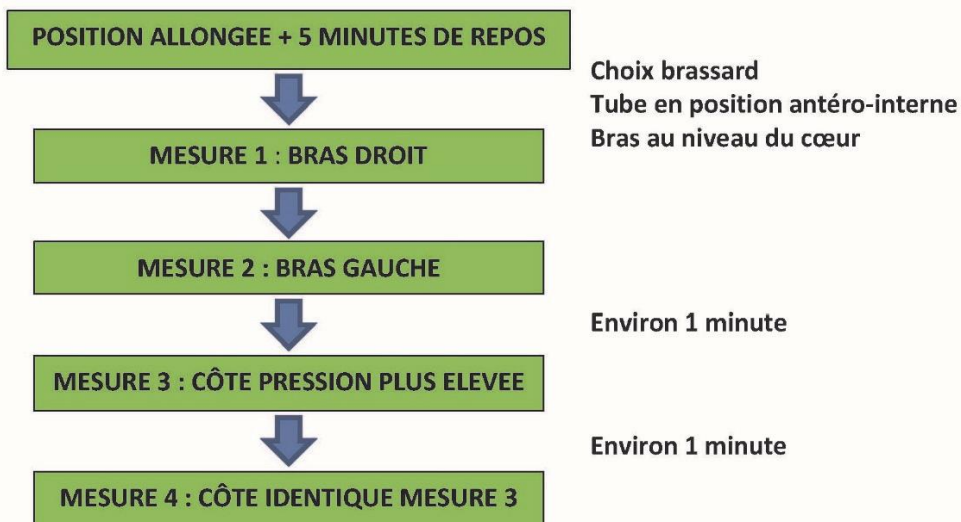 POSITION ALLONGEE + 5 MINUTES DE REPOS
Choix brassard
Tube en position antéro-interne
Bras au niveau du cœur
MESURE 1 : BRAS DROIT
MESURE 2 : BRAS GAUCHE
Environ 1 minute
MESURE 3 : CÔTE PRESSION PLUS ELEVEE
Environ 1 minute
MESURE 4 : CÔTE IDENTIQUE MESURE 3